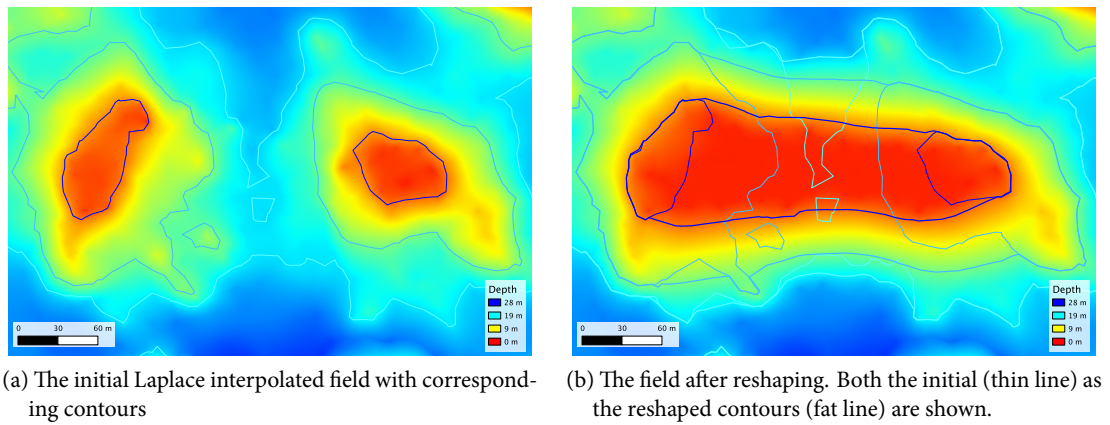 Depth
28 m
19 m
9 m
0 m
0 30 60 m
Depth
28 m
19 m
9 m
0 m
0 30 60 m
(a) The initial Laplace interpolated field with correspond-
ing contours
(b) The field after reshaping. Both the initial (thin line) as
the reshaped contours (fat line) are shown.